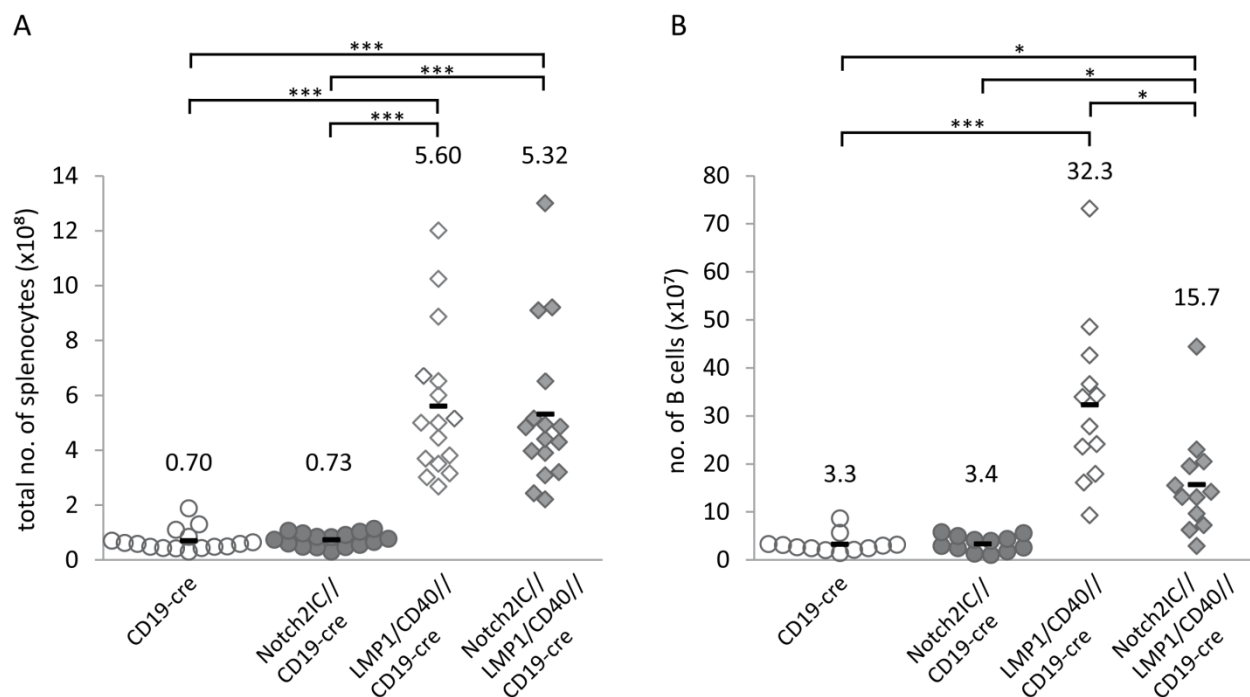 A
***
***
***
***
5.60
5.32
14
12
10
8
6
4
2
0
total no. of splenocytes (x10⁸)
0.70
0.73
CD19-cre
Notch2IC//
CD19-cre
LMP1/CD40//
CD19-cre
Notch2IC//
LMP1/CD40//
CD19-cre
B
*
*
*
***
32.3
80
70
60
50
40
30
20
10
0
no. of B cells (x10⁷)
15.7
3.3
3.4
CD19-cre
Notch2IC//
CD19-cre
LMP1/CD40//
CD19-cre
Notch2IC//
LMP1/CD40//
CD19-cre